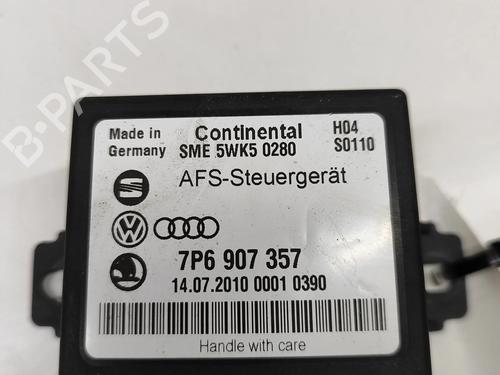 B-PARTS
Made in Germany
Continental
SME 5WK5 0280
H04
S0110
AFS-Steuergerät
7P6 907 357
14.07.2010 0001 0390
Handle with care